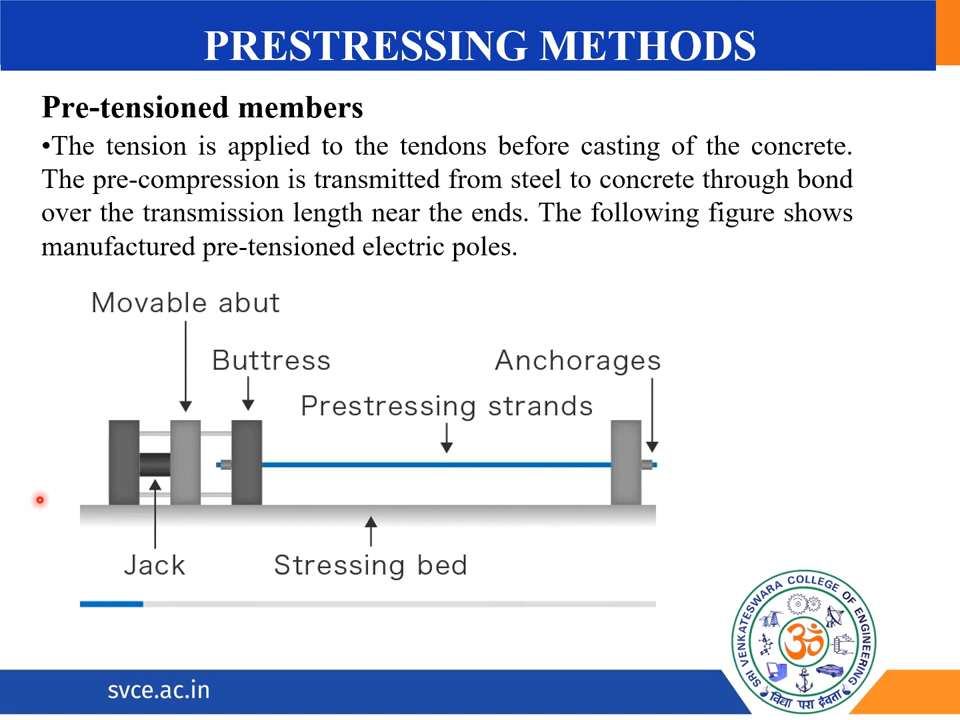 PRESTRESSING METHODS
Pre-tensioned members
•The tension is applied to the tendons before casting of the concrete.
The pre-compression is transmitted from steel to concrete through bond
over the transmission length near the ends. The following figure shows
manufactured pre-tensioned electric poles.
Movable abut
Buttress
Anchorages
Prestressing strands
Jack
Stressing bed
SRI VENKATESWARA COLLEGE OF ENGINEERING
ॐ
विद्या परा देवता
svce.ac.in